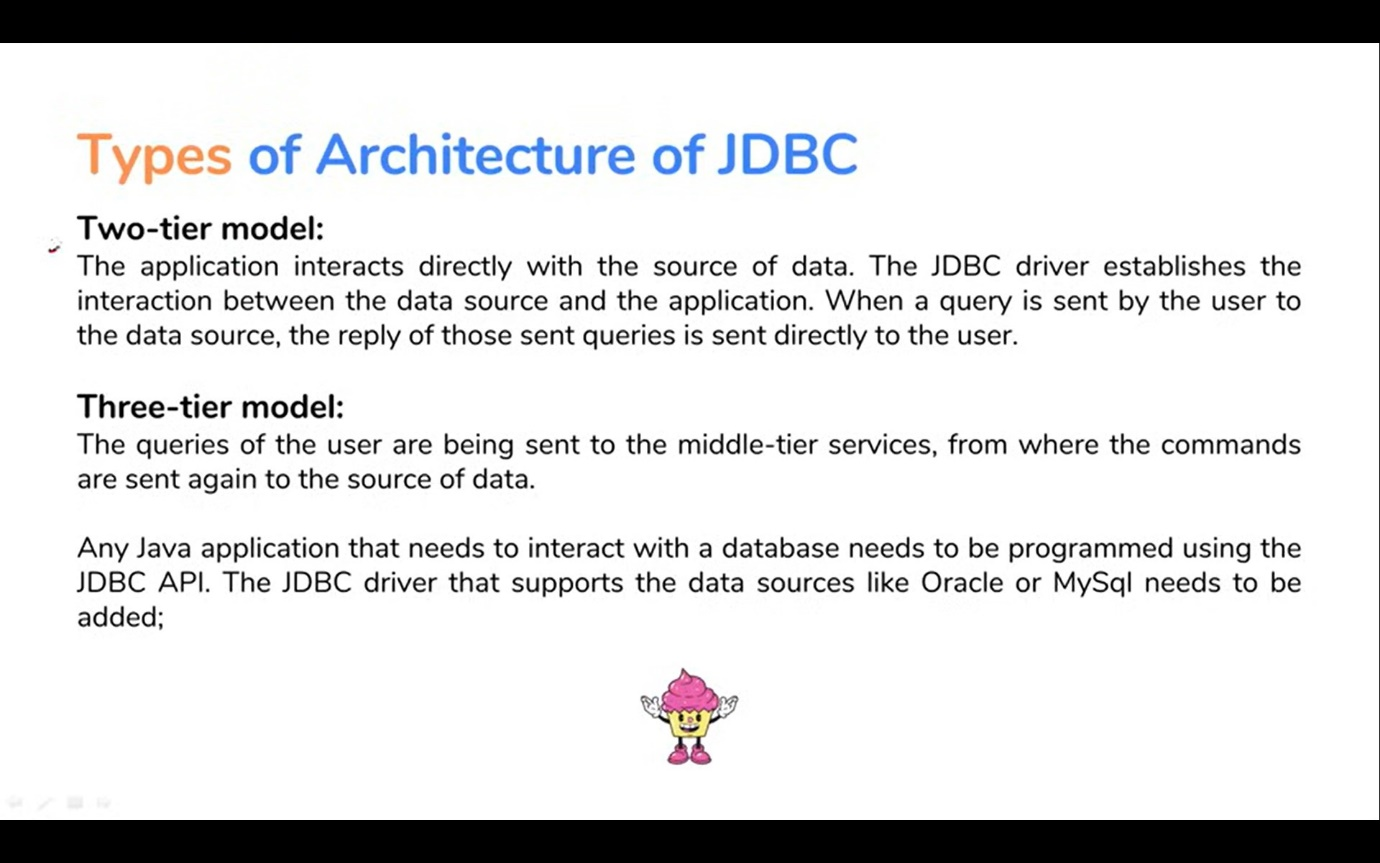 Types of Architecture of JDBC
Two-tier model:
The application interacts directly with the source of data. The JDBC driver establishes the
interaction between the data source and the application. When a query is sent by the user to
the data source, the reply of those sent queries is sent directly to the user.
Three-tier model:
The queries of the user are being sent to the middle-tier services, from where the commands
are sent again to the source of data.
Any Java application that needs to interact with a database needs to be programmed using the
JDBC API. The JDBC driver that supports the data sources like Oracle or MySql needs to be
added;